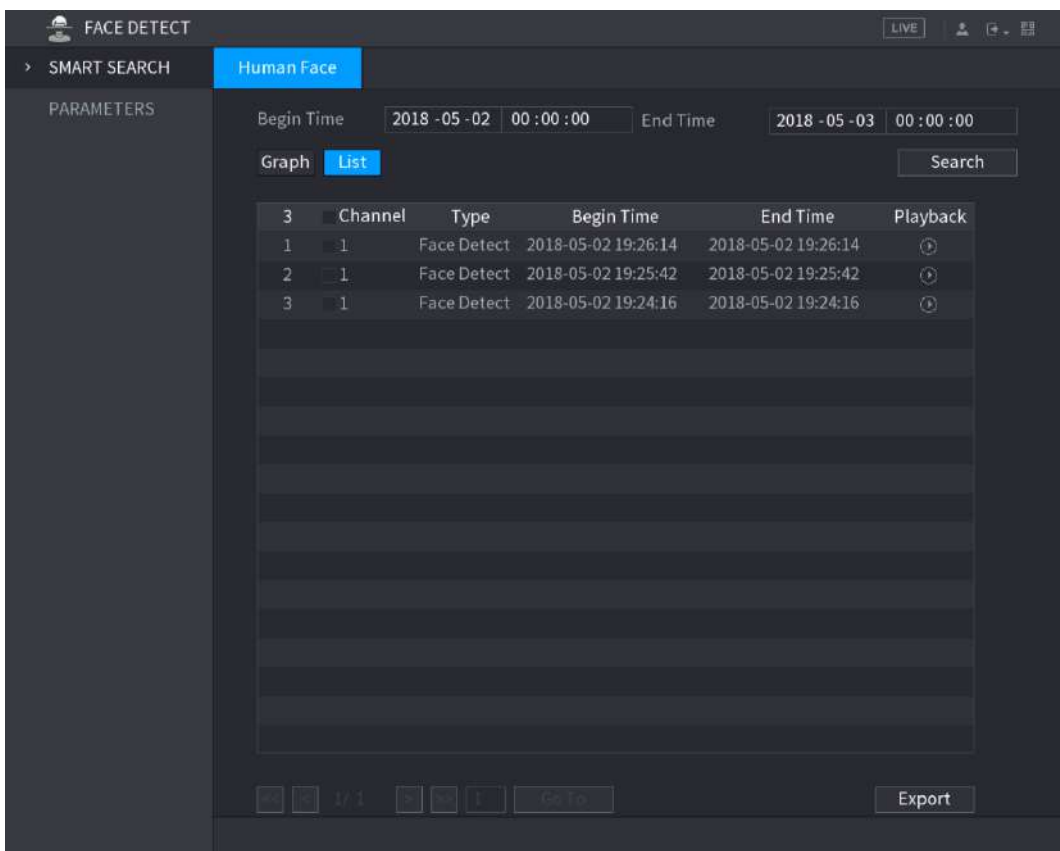 FACE DETECT LIVE
> SMART SEARCH Human Face
PARAMETERS
Begin Time 2018 -05 -02 00 :00 :00 End Time 2018 -05 -03 00 :00 :00
Graph List Search
3 Channel Type Begin Time End Time Playback
1 1 Face Detect 2018-05-02 19:26:14 2018-05-02 19:26:14
2 1 Face Detect 2018-05-02 19:25:42 2018-05-02 19:25:42
3 1 Face Detect 2018-05-02 19:24:16 2018-05-02 19:24:16
<< < 1/ 1 > >> 1 Go To Export